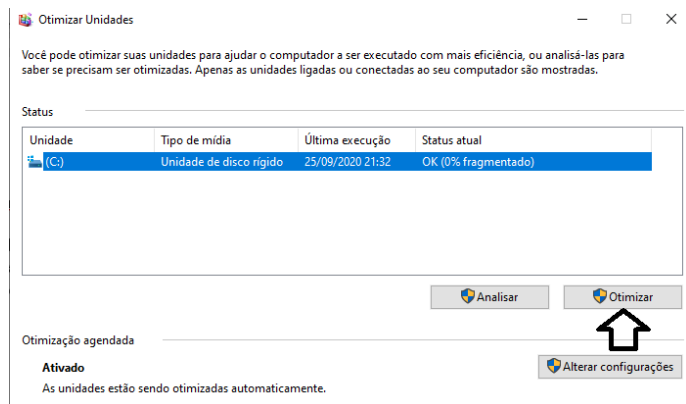 Otimizar Unidades
Você pode otimizar suas unidades para ajudar o computador a ser executado com mais eficiência, ou analisá-las para
saber se precisam ser otimizadas. Apenas as unidades ligadas ou conectadas ao seu computador são mostradas.
Status
Unidade Tipo de mídia Última execução Status atual
(C:) Unidade de disco rígido 25/09/2020 21:32 OK (0% fragmentado)
Analisar Otimizar
Otimização agendada
Ativado Alterar configurações
As unidades estão sendo otimizadas automaticamente.